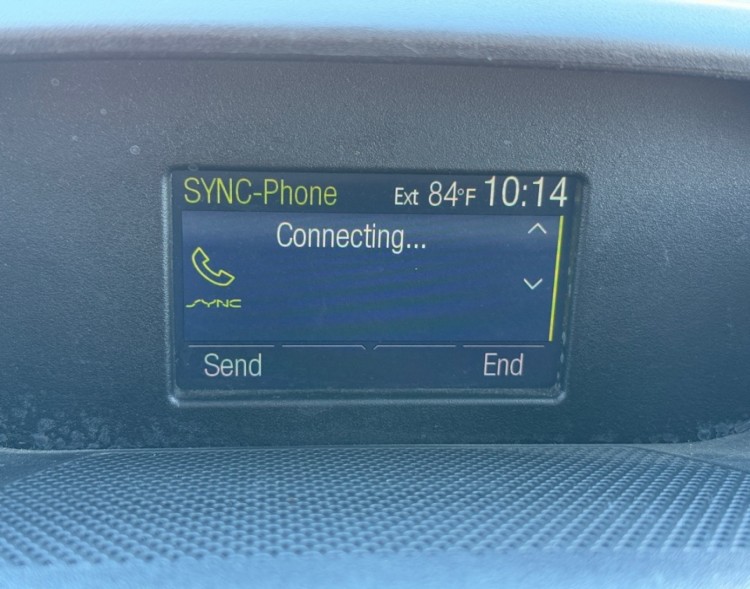 SYNC-Phone Ext 84°F 10:14
Connecting...
SYNC
Send End